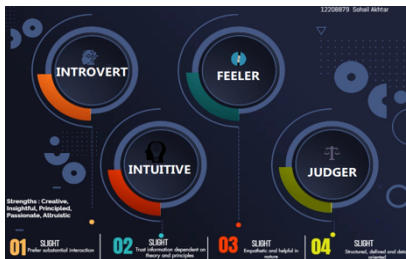 12208879 Sohail Akhtar
INTROVERT
FEELER
INTUITIVE
JUDGER
Strengths : Creative,
Insightful, Principled,
Passionate, Altruistic
01
SLIGHT
Prefer substantial interaction
02
SLIGHT
Trust information dependent on
theory and principles
03
SLIGHT
Empathetic and helpful in
nature
04
SLIGHT
Structured, defined and detail
oriented